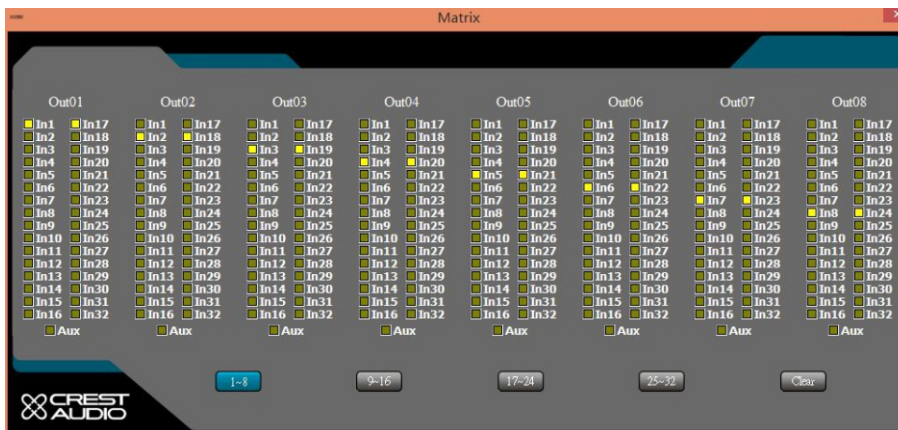 Matrix
x
Out01 Out02 Out03 Out04 Out05 Out06 Out07 Out08
In1 In17 In1 In17 In1 In17 In1 In17 In1 In17 In1 In17 In1 In17 In1 In17
In2 In18 In2 In18 In2 In18 In2 In18 In2 In18 In2 In18 In2 In18 In2 In18
In3 In19 In3 In19 In3 In19 In3 In19 In3 In19 In3 In19 In3 In19 In3 In19
In4 In20 In4 In20 In4 In20 In4 In20 In4 In20 In4 In20 In4 In20 In4 In20
In5 In21 In5 In21 In5 In21 In5 In21 In5 In21 In5 In21 In5 In21 In5 In21
In6 In22 In6 In22 In6 In22 In6 In22 In6 In22 In6 In22 In6 In22 In6 In22
In7 In23 In7 In23 In7 In23 In7 In23 In7 In23 In7 In23 In7 In23 In7 In23
In8 In24 In8 In24 In8 In24 In8 In24 In8 In24 In8 In24 In8 In24 In8 In24
In9 In25 In9 In25 In9 In25 In9 In25 In9 In25 In9 In25 In9 In25 In9 In25
In10 In26 In10 In26 In10 In26 In10 In26 In10 In26 In10 In26 In10 In26 In10 In26
In11 In27 In11 In27 In11 In27 In11 In27 In11 In27 In11 In27 In11 In27 In11 In27
In12 In28 In12 In28 In12 In28 In12 In28 In12 In28 In12 In28 In12 In28 In12 In28
In13 In29 In13 In29 In13 In29 In13 In29 In13 In29 In13 In29 In13 In29 In13 In29
In14 In30 In14 In30 In14 In30 In14 In30 In14 In30 In14 In30 In14 In30 In14 In30
In15 In31 In15 In31 In15 In31 In15 In31 In15 In31 In15 In31 In15 In31 In15 In31
In16 In32 In16 In32 In16 In32 In16 In32 In16 In32 In16 In32 In16 In32 In16 In32
Aux Aux Aux Aux Aux Aux Aux Aux
1~8 9~16 17~24 25~32 Clear
CREST
AUDIO